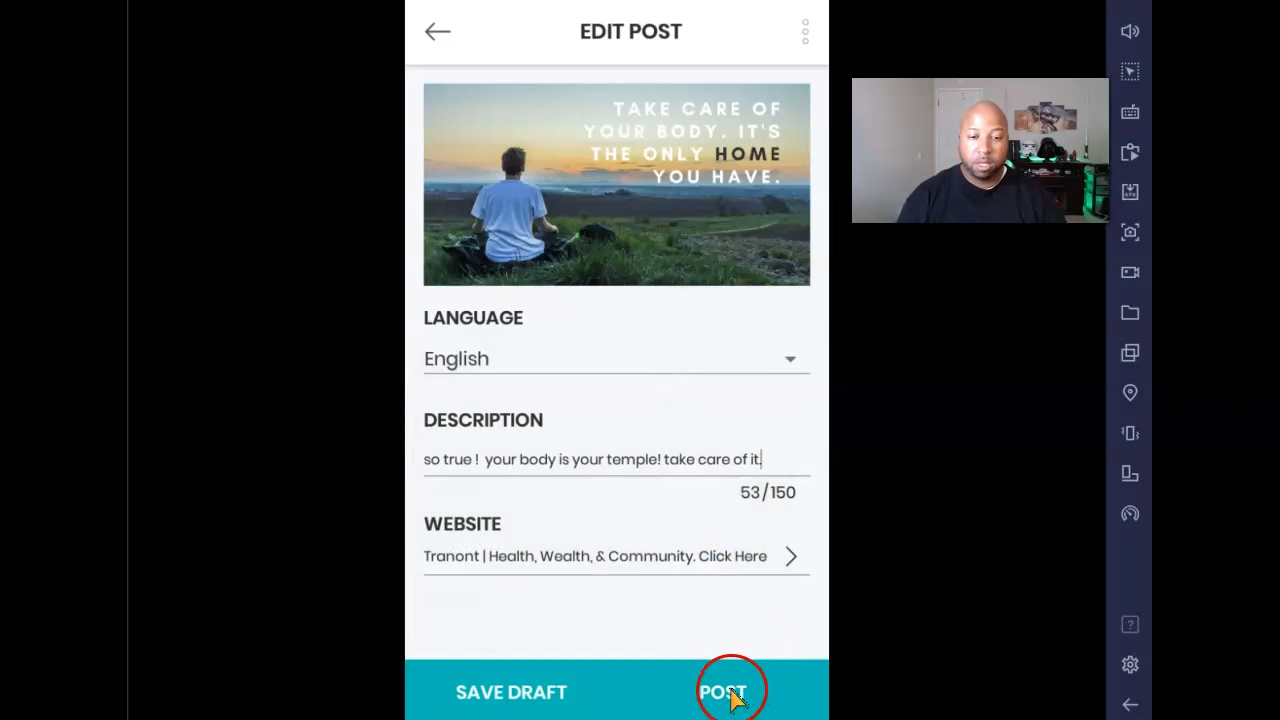 EDIT POST
TAKE CARE OF
YOUR BODY. IT'S
THE ONLY HOME
YOU HAVE.
LANGUAGE
English
DESCRIPTION
so true !  your body is your temple! take care of it.
53/150
WEBSITE
Tranont | Health, Wealth, & Community. Click Here
SAVE DRAFT
POST